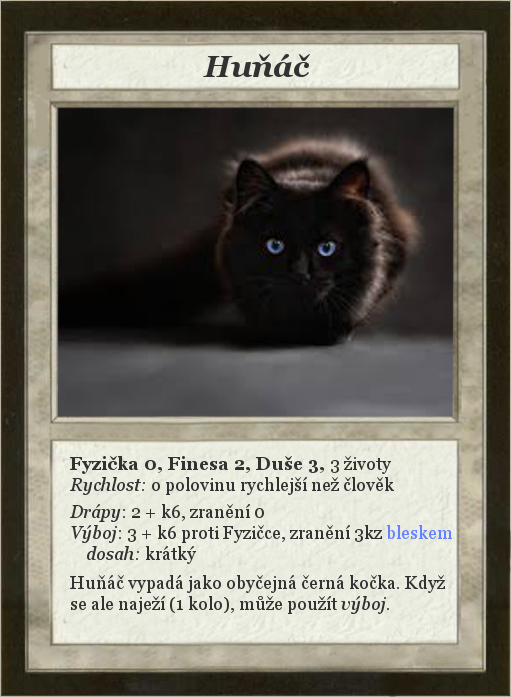 Huňáč
Fyzička 0, Finesa 2, Duše 3, 3 životy
Rychlost: o polovinu rychlejší než člověk
Drápy: 2 + k6, zranění 0
Výboj: 3 + k6 proti Fyzičce, zranění 3kz bleskem
dosah: krátký
Huňáč vypadá jako obyčejná černá kočka. Když
se ale naježí (1 kolo), může použít výboj.